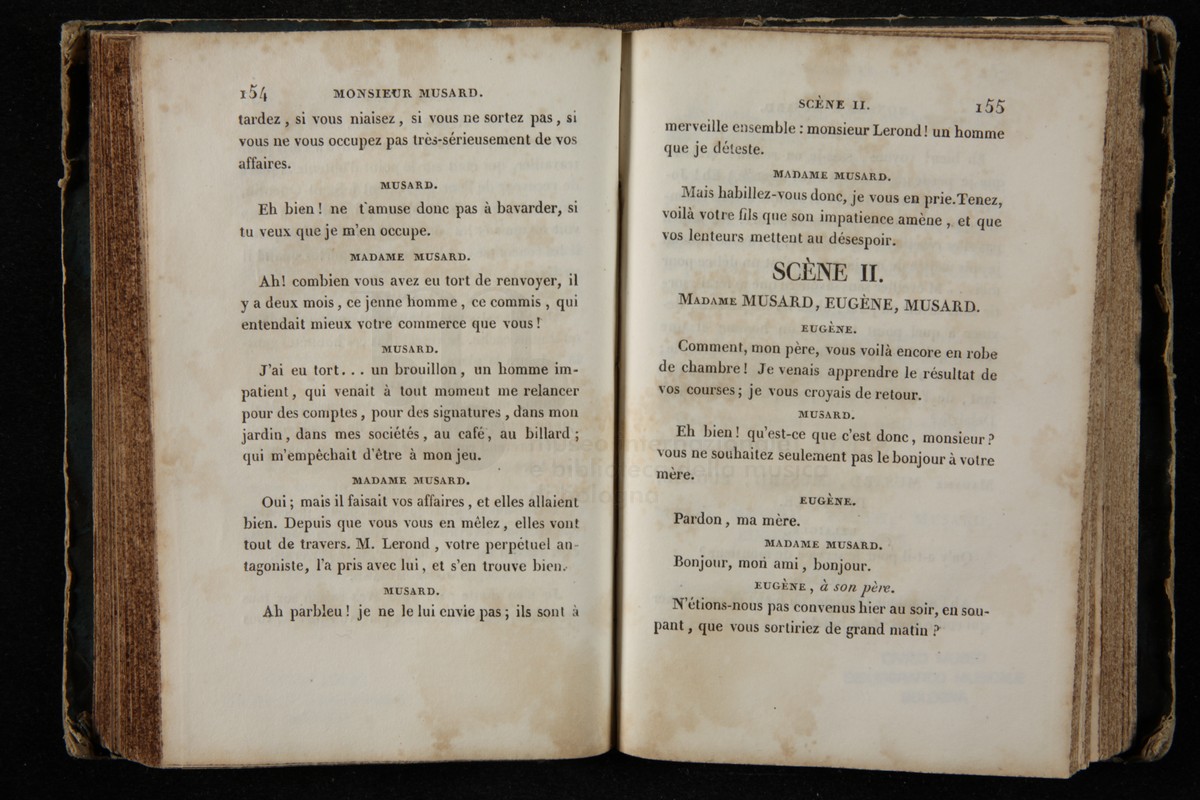 154 MONSIEUR MUSARD.
tardez, si vous niaisez, si vous ne sortez pas, si
vous ne vous occupez pas très-sérieusement de vos
affaires.
MUSARD.
Eh bien! ne t'amuse donc pas à bavarder, si
tu veux que je m'en occupe.
MADAME MUSARD.
Ah! combien vous avez eu tort de renvoyer, il
y a deux mois, ce jenne homme, ce commis, qui
entendait mieux votre commerce que vous!
MUSARD.
J'ai eu tort... un brouillon, un homme im-
patient, qui venait à tout moment me relancer
pour des comptes, pour des signatures, dans mon
jardin, dans mes sociétés, au café, au billard;
qui m'empêchait d'être à mon jeu.
MADAME MUSARD.
Oui; mais il faisait vos affaires, et elles allaient
bien. Depuis que vous vous en mêlez, elles vont
tout de travers. M. Lerond, votre perpétuel an-
tagoniste, l'a pris avec lui, et s'en trouve bien.
MUSARD.
Ah parbleu! je ne le lui envie pas; ils sont à
SCÈNE II. 155
merveille ensemble : monsieur Lerond! un homme
que je déteste.
MADAME MUSARD.
Mais habillez-vous donc, je vous en prie.Tenez,
voilà votre fils que son impatience amène, et que
vos lenteurs mettent au désespoir.
SCÈNE II.
MADAME MUSARD, EUGÈNE, MUSARD.
EUGÈNE.
Comment, mon père, vous voilà encore en robe
de chambre! Je venais apprendre le résultat de
vos courses; je vous croyais de retour.
MUSARD.
Eh bien! qu'est-ce que c'est donc, monsieur?
vous ne souhaitez seulement pas le bonjour à votre
mère.
EUGÈNE.
Pardon, ma mère.
MADAME MUSARD.
Bonjour, mon ami, bonjour.
EUGÈNE, à son père.
N'étions-nous pas convenus hier au soir, en sou-
pant, que vous sortiriez de grand matin?
museo internazionale
e biblioteca della musica
di bologna